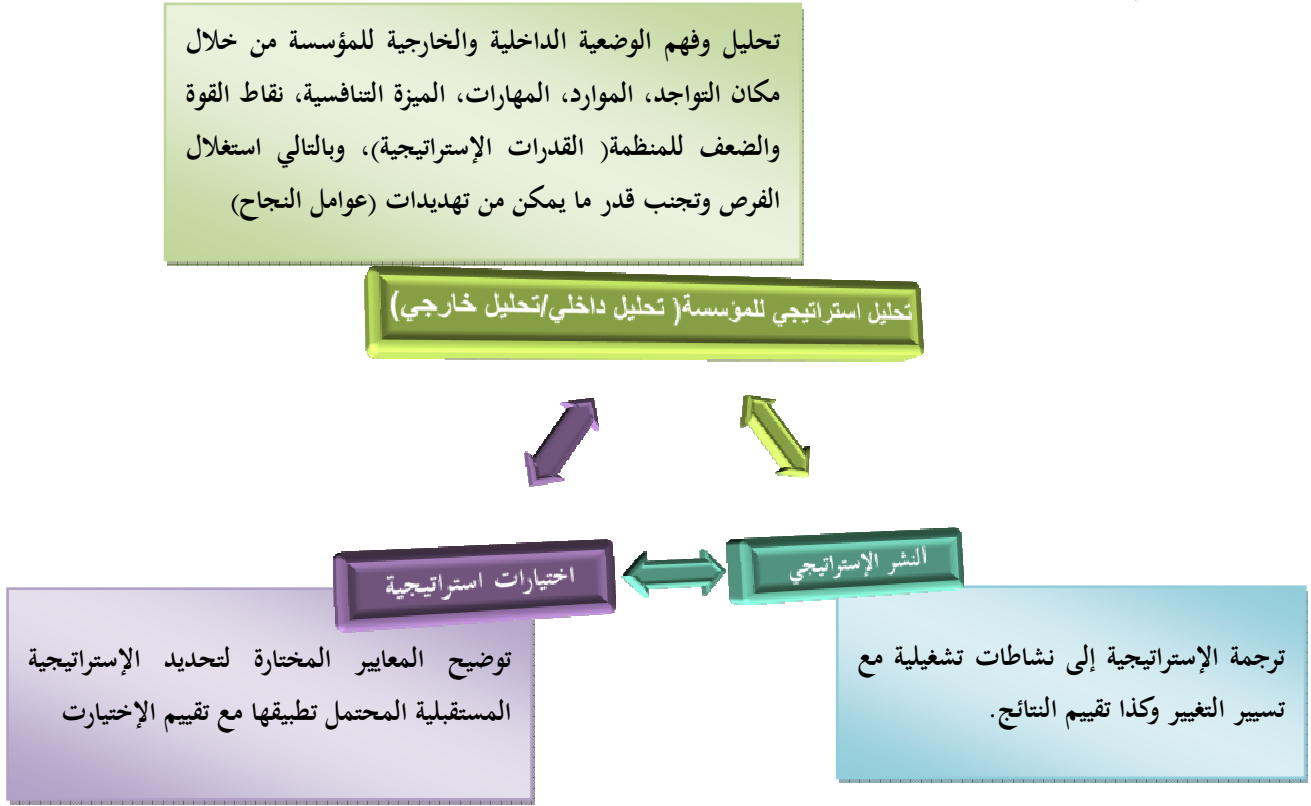 تحليل وفهم الوضعية الداخلية والخارجية للمؤسسة من خلال
مكان التواجد، الموارد، المهارات، الميزة التنافسية، نقاط القوة
والضعف للمنظمة( القدرات الإستراتيجية)، وبالتالي استغلال
الفرص وتجنب قدر ما يمكن من تهديدات (عوامل النجاح)
تحليل استراتيجي للمؤسسة( تحليل داخلي/تحليل خارجي)
النشر الإستراتيجي
اختيارات استراتيجية
ترجمة الإستراتيجية إلى نشاطات تشغيلية مع
تسيير التغيير وكذا تقييم النتائج.
توضيح المعايير المختارة لتحديد الإستراتيجية
المستقبلية المحتمل تطبيقها مع تقييم الإختيارت